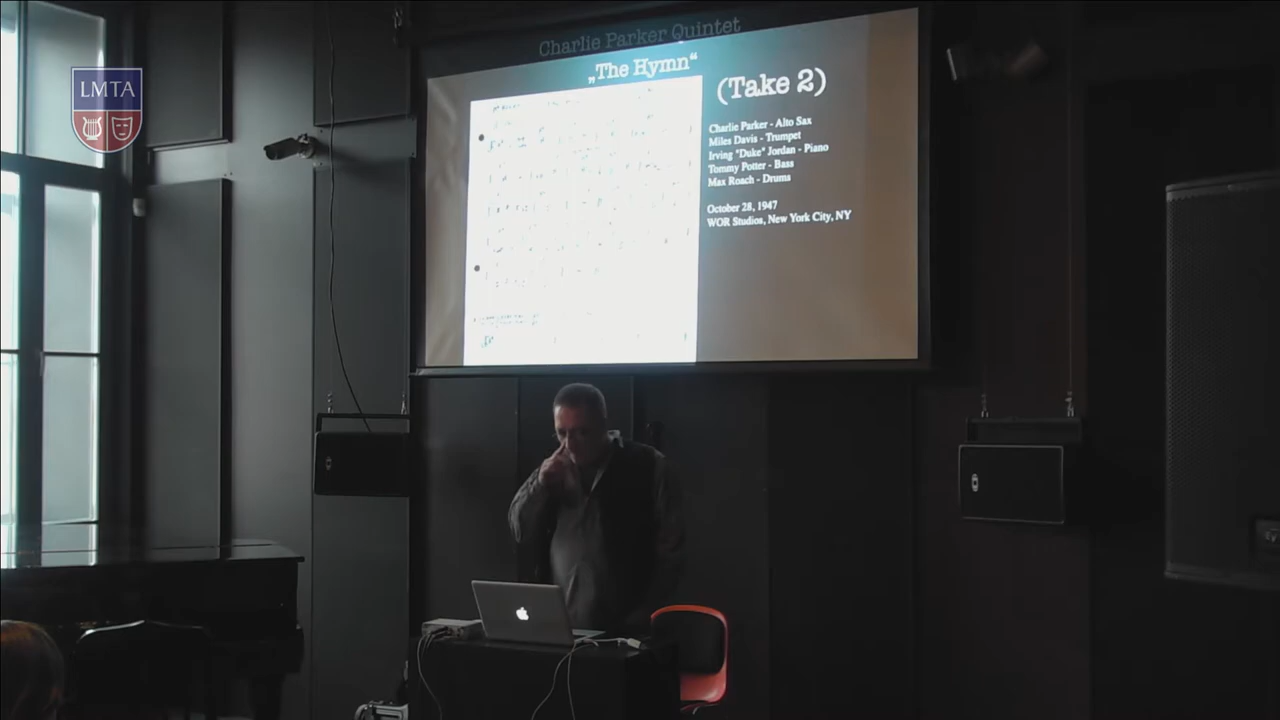 LMTA
Charlie Parker Quintet
„The Hymn“
(Take 2)
Charlie Parker - Alto Sax
Miles Davis - Trumpet
Irving "Duke" Jordan - Piano
Tommy Potter - Bass
Max Roach - Drums
October 28, 1947
WOR Studios, New York City, NY